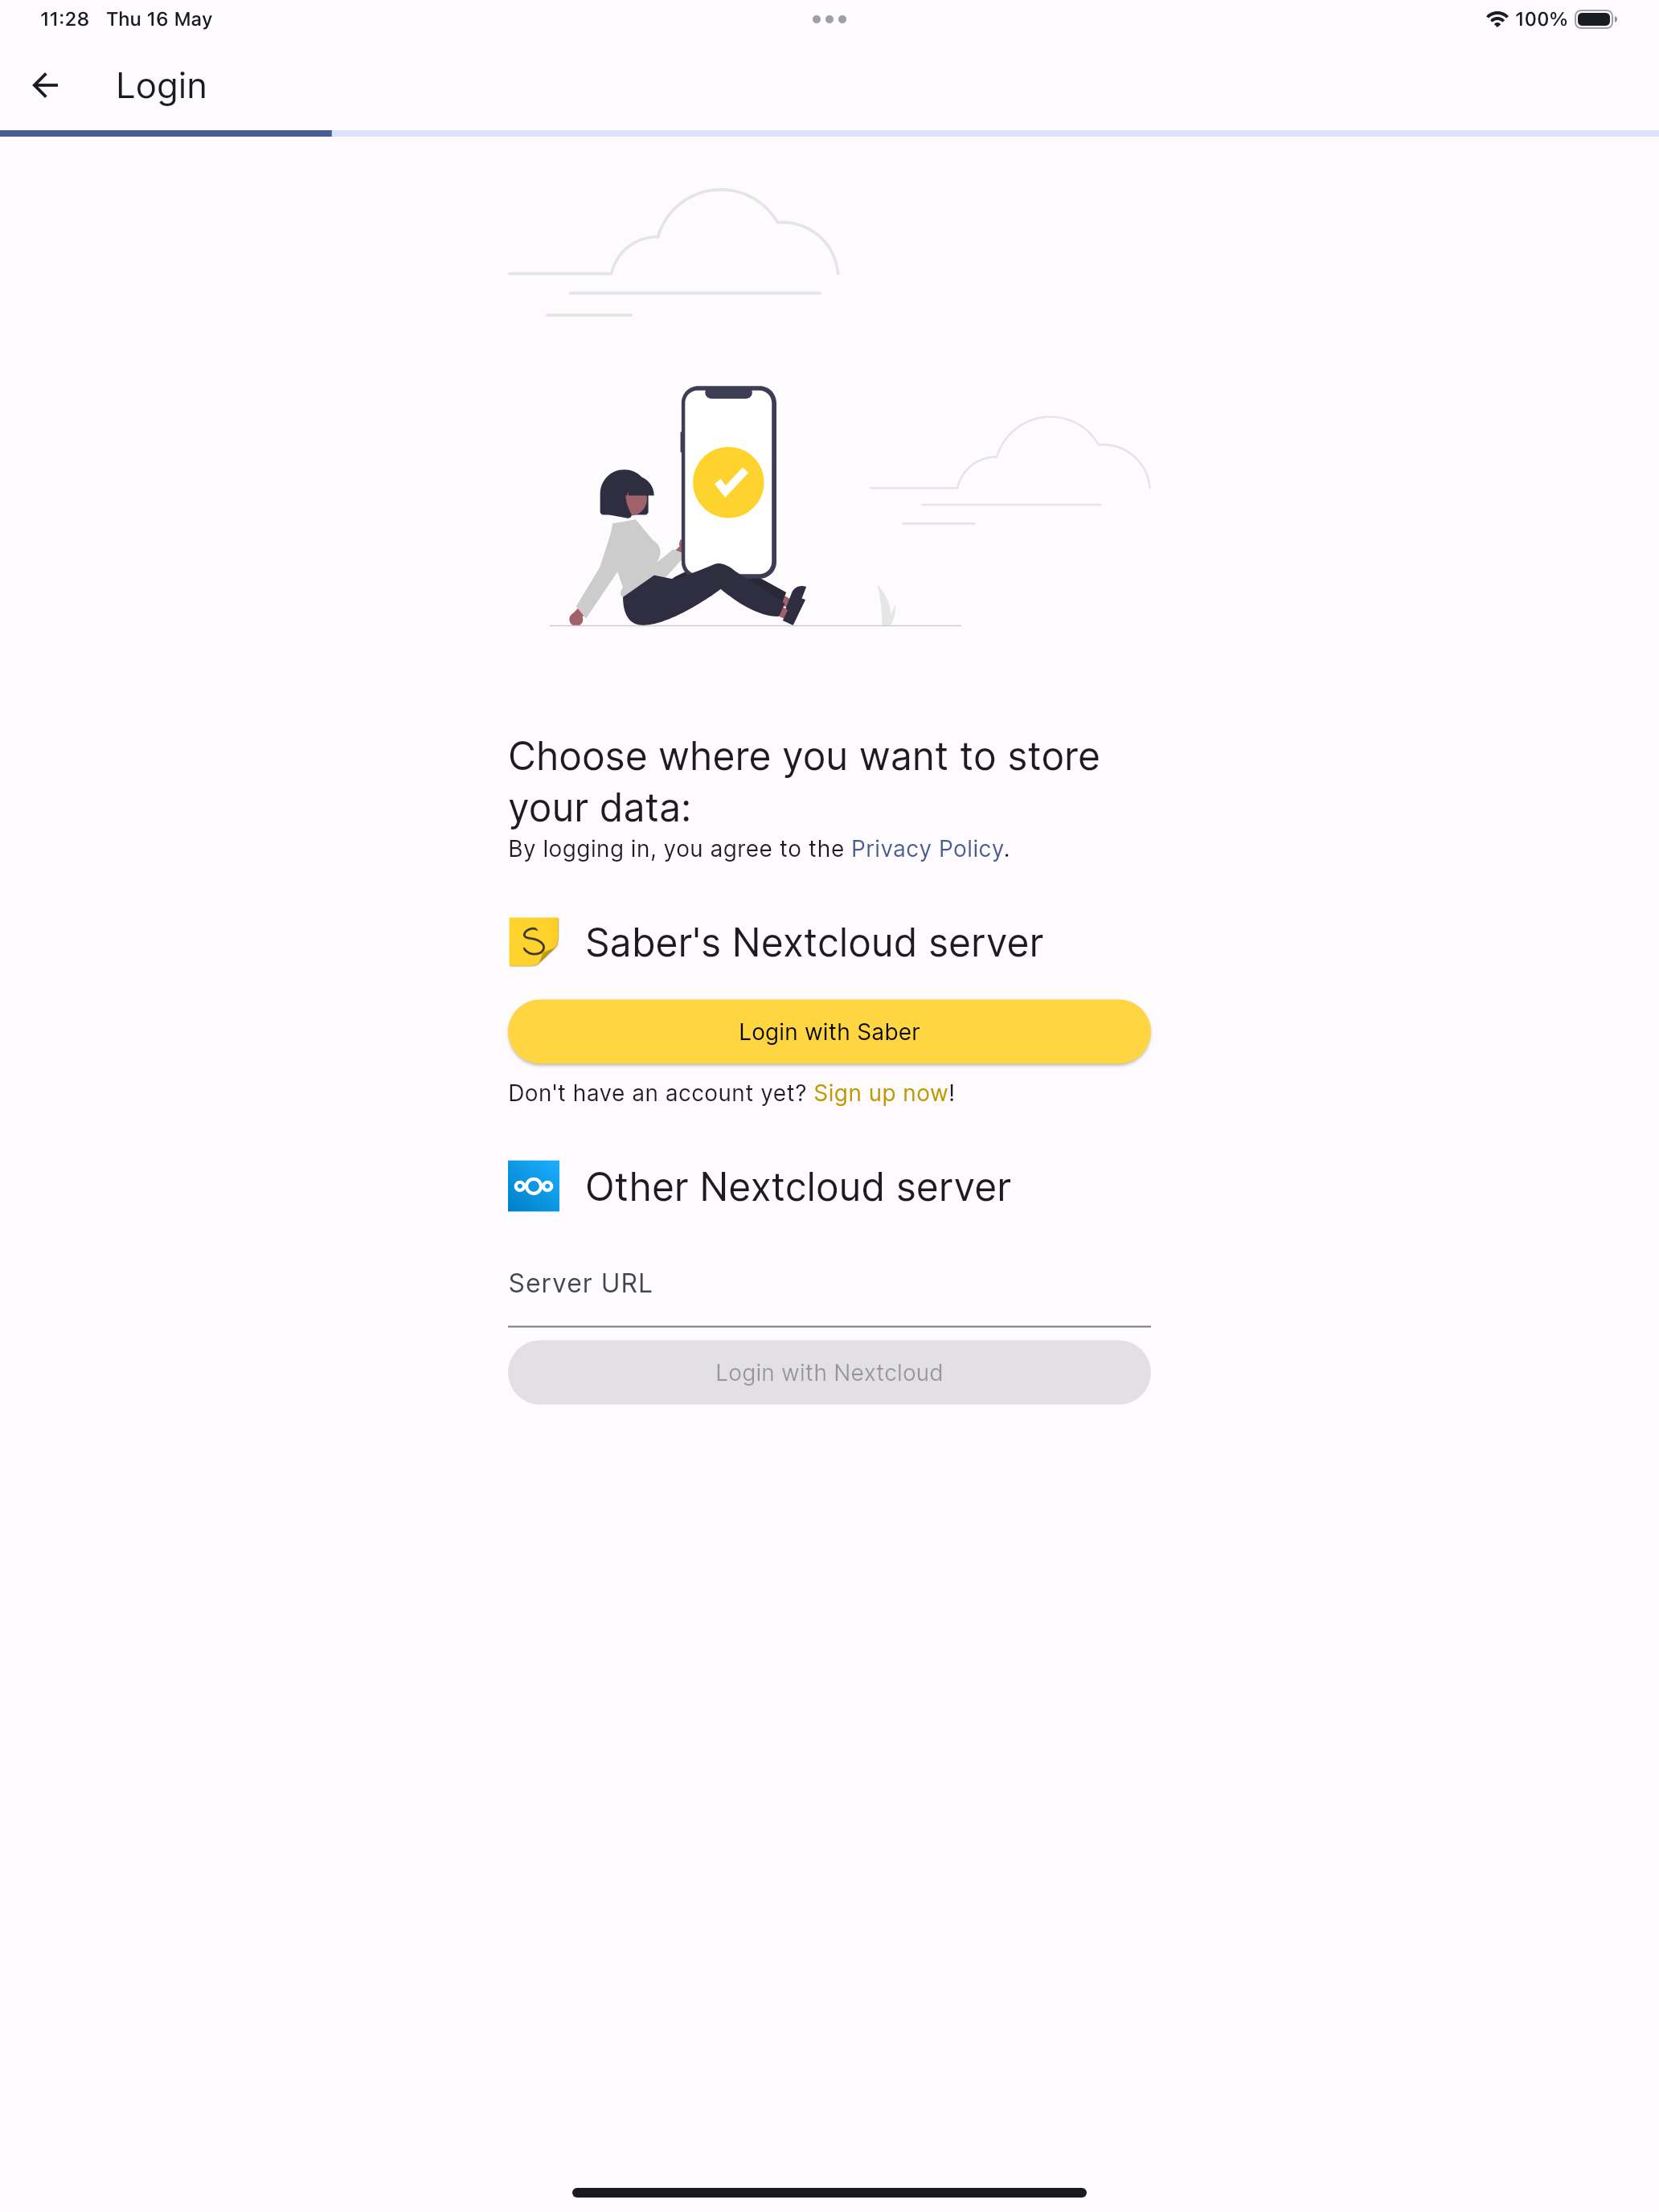 11:28 Thu 16 May
100%
Login
Choose where you want to store
your data:
By logging in, you agree to the Privacy Policy.
S
Saber's Nextcloud server
Login with Saber
Don't have an account yet? Sign up now!
Other Nextcloud server
Server URL
Login with Nextcloud